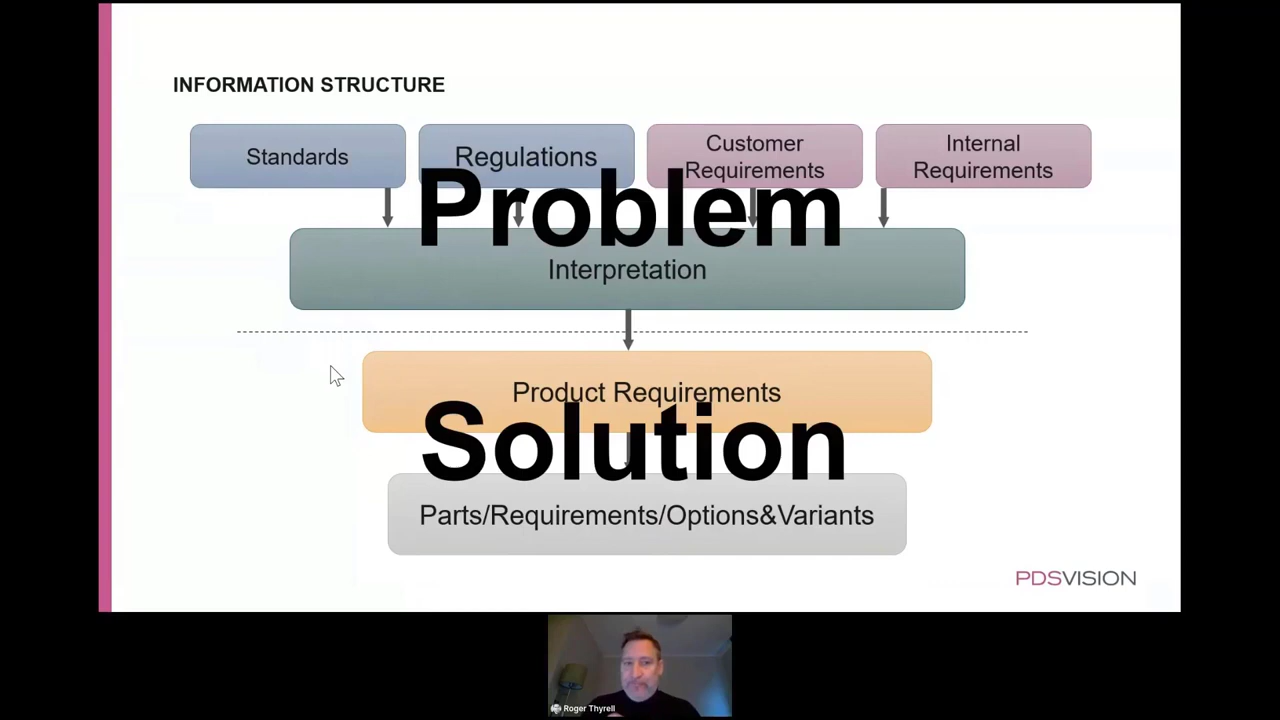 INFORMATION STRUCTURE
Standards
Regulations
Customer
Requirements
Internal
Requirements
Problem
Interpretation
Product Requirements
Solution
Parts/Requirements/Options&Variants
PDSVISION
Roger Thyrell